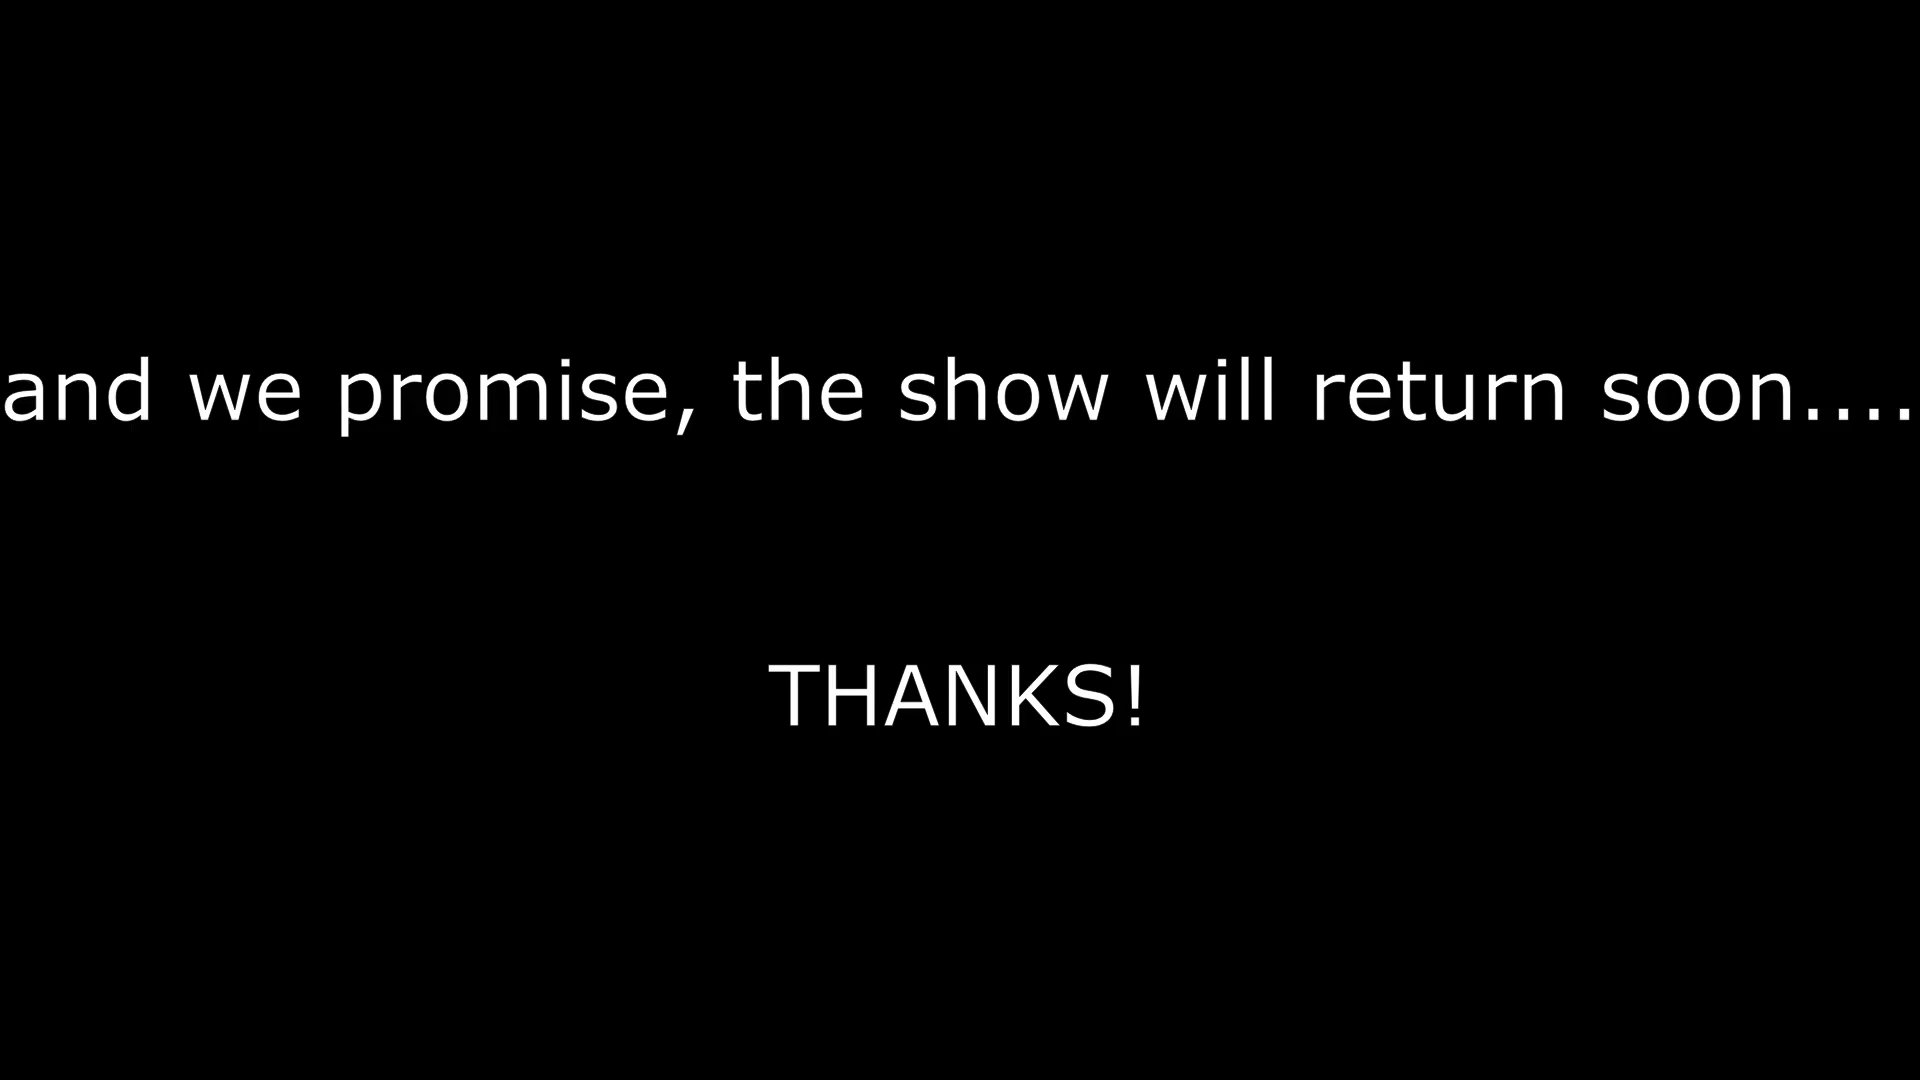 and we promise, the show will return soon....
THANKS!